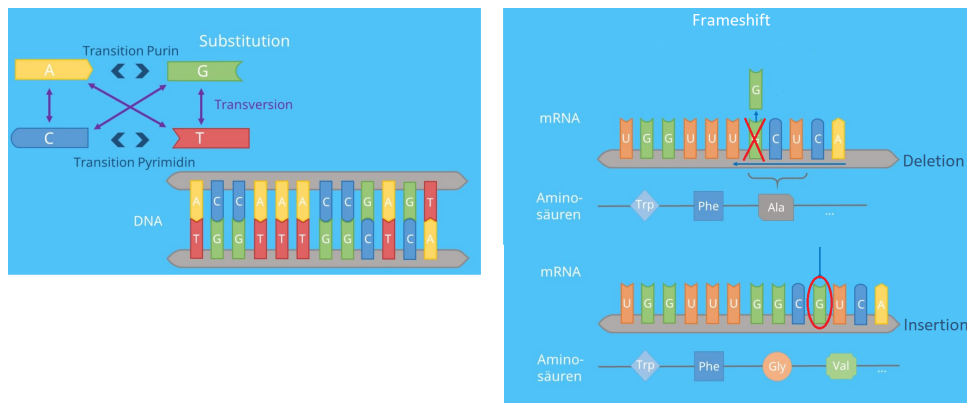 Substitution
Transition Purin
A G
Transversion
C T
Transition Pyrimidin
A C C A A A C C G A G T
DNA
T G G T T T G G C T C A
Frameshift
G
mRNA
U G G U U U C U C A
Deletion
Amino-
säuren
Trp Phe Ala ...
mRNA
U G G U U U G G C G U C A
Insertion
Amino-
säuren
Trp Phe Gly Val ...